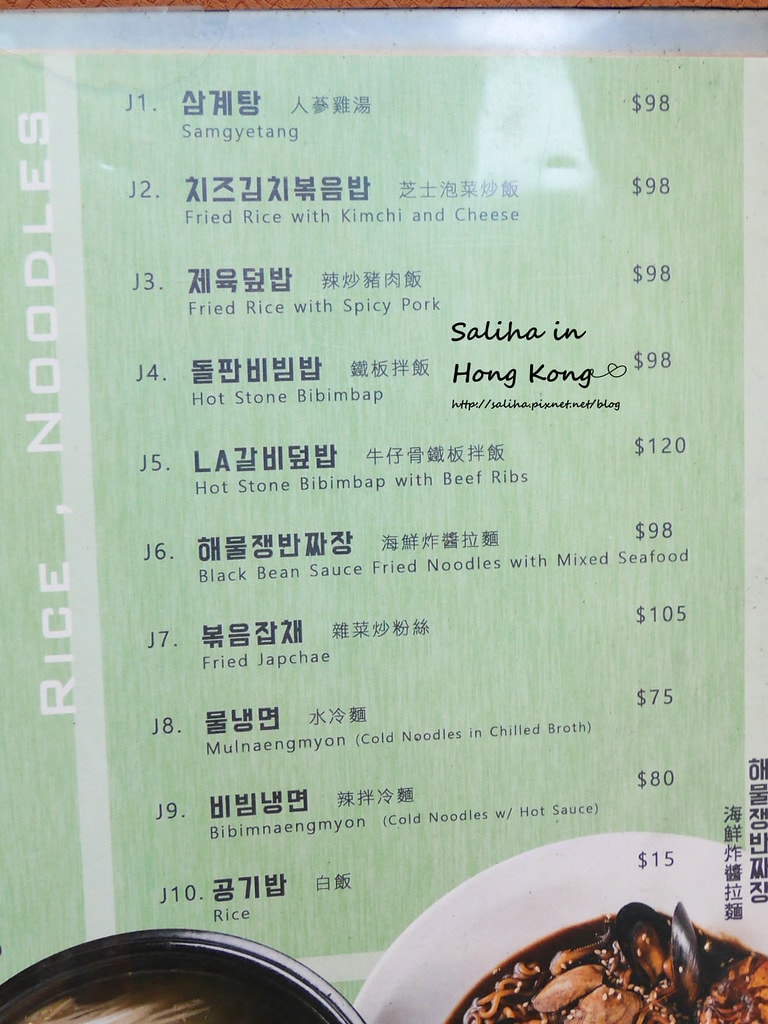 RICE, NOODLES
J1. 삼계탕 人蔘雞湯 $98
Samgyetang
J2. 치즈김치볶음밥 芝士泡菜炒飯 $98
Fried Rice with Kimchi and Cheese
J3. 제육덮밥 辣炒豬肉飯 $98
Fried Rice with Spicy Pork
Saliha in
Hong Kong
http://saliha.pixnet.net/blog
J4. 돌판비빔밥 鐵板拌飯 $98
Hot Stone Bibimbap
J5. LA갈비덮밥 牛仔骨鐵板拌飯 $120
Hot Stone Bibimbap with Beef Ribs
J6. 해물쟁반짜장 海鮮炸醬拉麵 $98
Black Bean Sauce Fried Noodles with Mixed Seafood
J7. 볶음잡채 雜菜炒粉絲 $105
Fried Japchae
J8. 물냉면 水冷麵 $75
Mulnaengmyon (Cold Noodles in Chilled Broth)
J9. 비빔냉면 辣拌冷麵 $80
Bibimnaengmyon (Cold Noodles w/ Hot Sauce)
J10. 공기밥 白飯 $15
Rice
해물쟁반짜장
海鮮炸醬拉麵